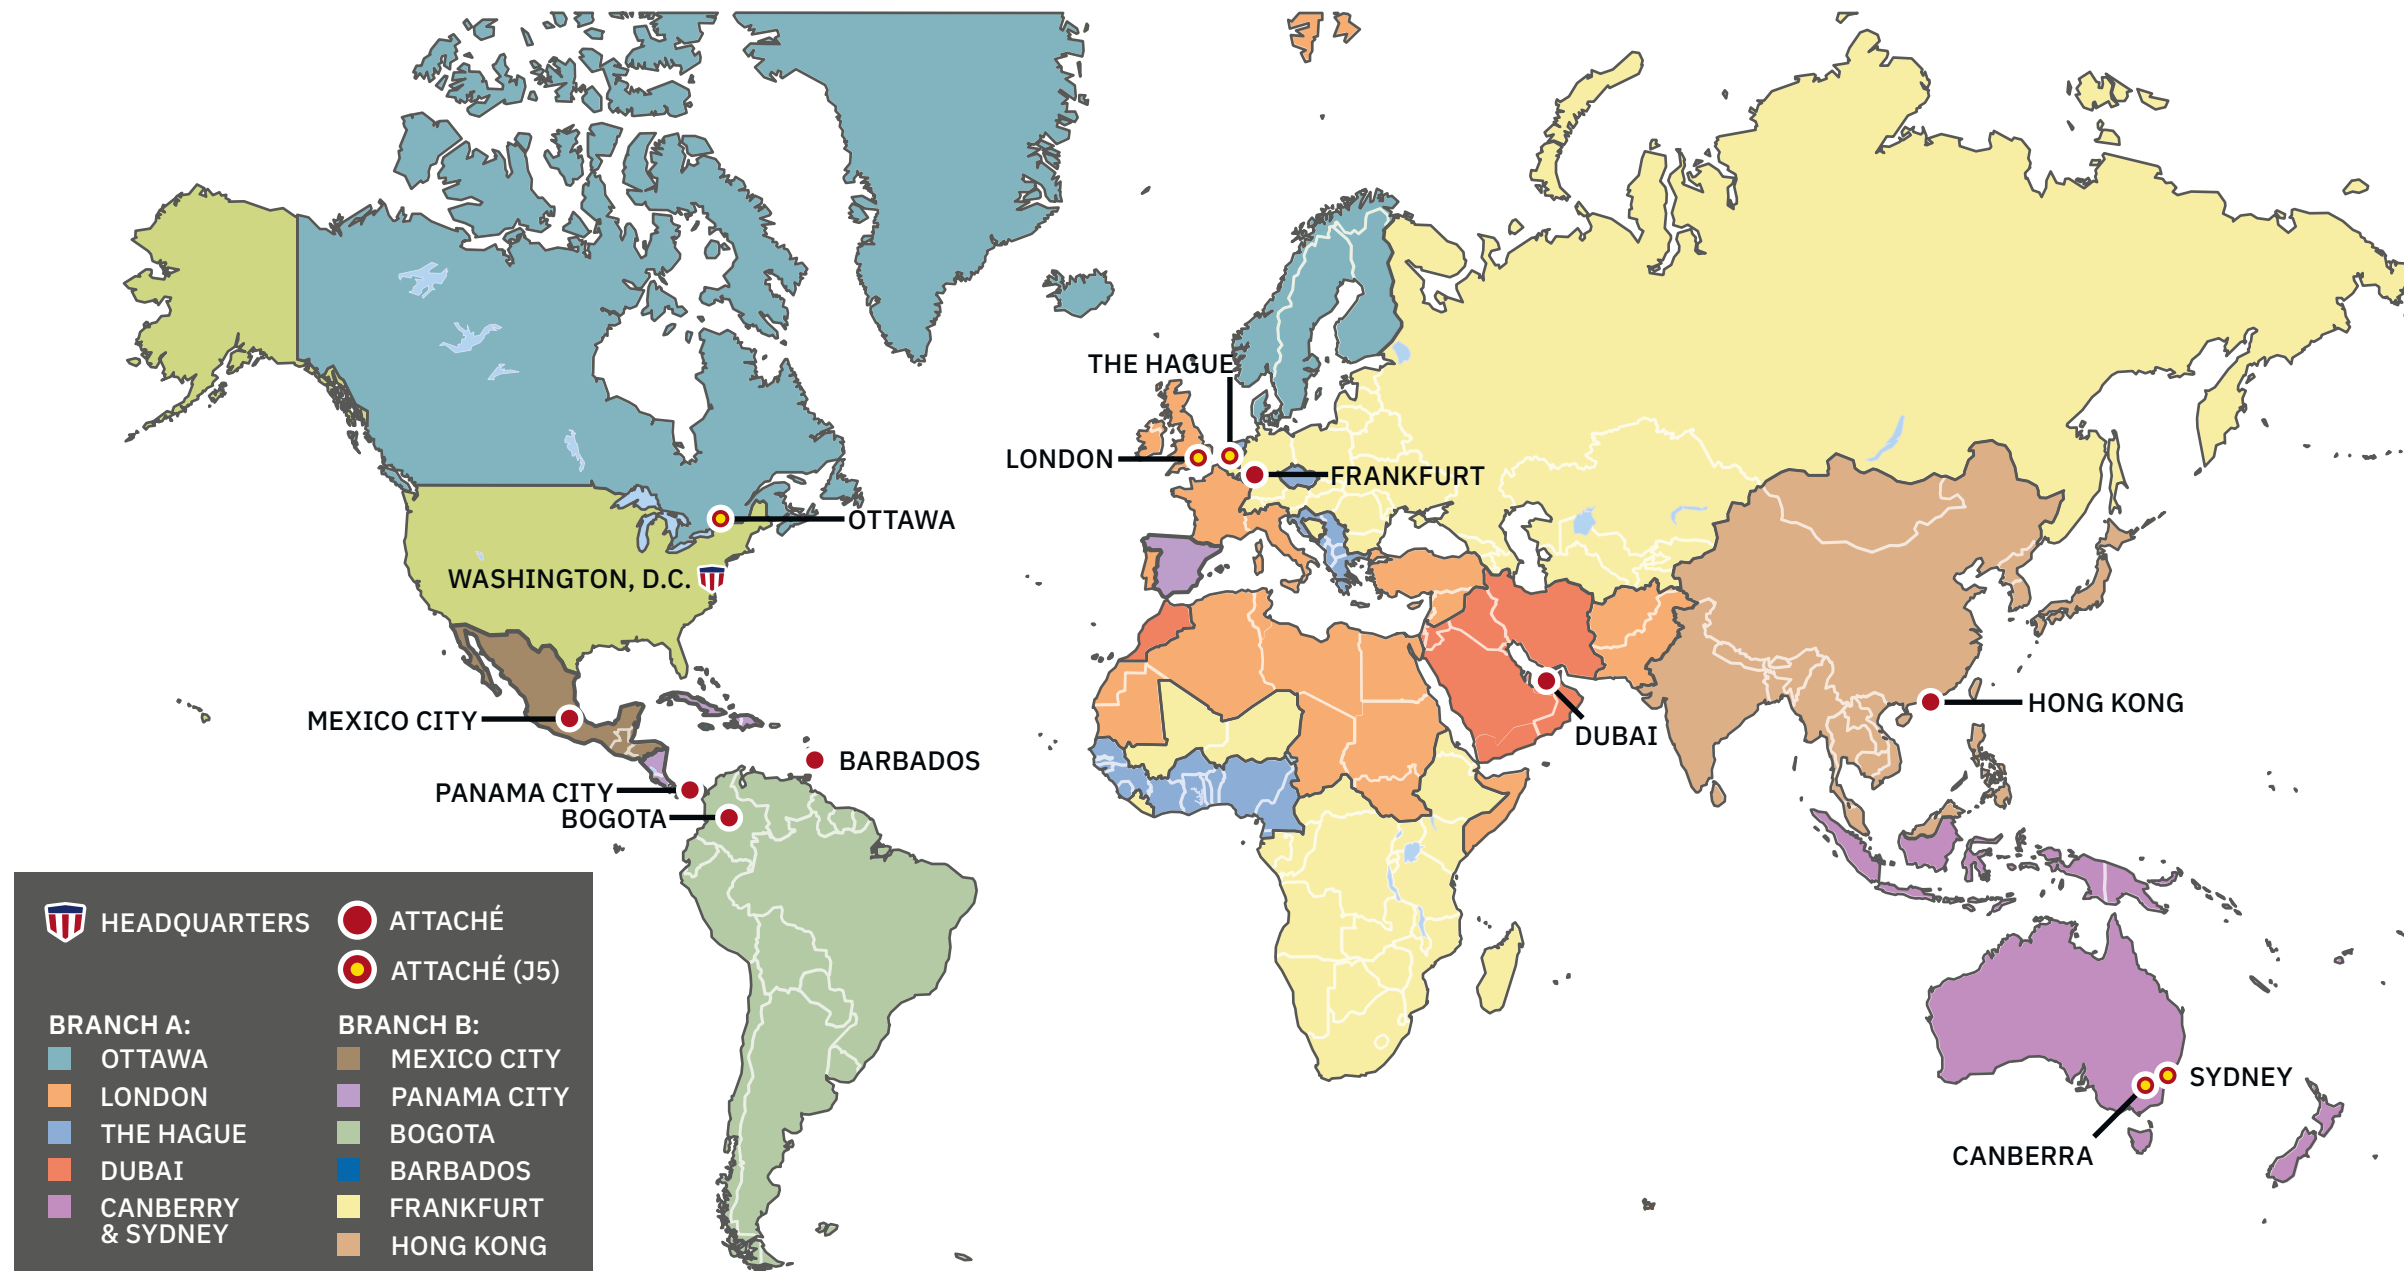 THE HAGUE
LONDON
FRANKFURT
OTTAWA
WASHINGTON, D.C.
MEXICO CITY
HONG KONG
DUBAI
BARBADOS
PANAMA CITY
BOGOTA
SYDNEY
CANBERRA
HEADQUARTERS
ATTACHÉ
ATTACHÉ (J5)
BRANCH A:
OTTAWA
LONDON
THE HAGUE
DUBAI
CANBERRY
& SYDNEY
BRANCH B:
MEXICO CITY
PANAMA CITY
BOGOTA
BARBADOS
FRANKFURT
HONG KONG